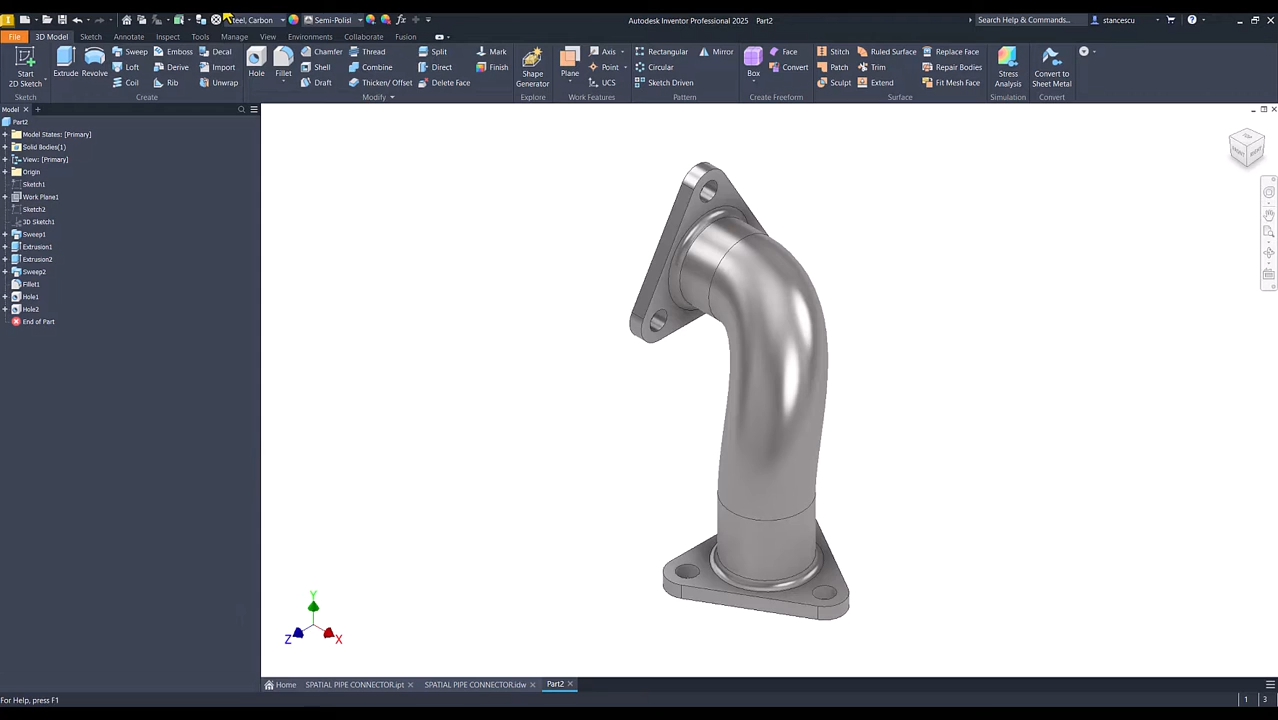 Steel, Carbon Semi-Polist fx Autodesk Inventor Professional 2025 Part2 Search Help & Commands... stancescu
File 3D Model Sketch Annotate Inspect Tools Manage View Environments Collaborate Fusion
Start 2D Sketch Extrude Revolve Sweep Emboss Decal Hole Fillet Chamfer Thread Split Mark Shape Generator Plane Axis Rectangular Mirror Box Face Stitch Ruled Surface Replace Face Stress Analysis Convert to Sheet Metal
Loft Derive Import Shell Combine Direct Finish Point Circular Convert Patch Trim Repair Bodies
Coil Rib Unwrap Draft Thicken/ Offset Delete Face UCS Sketch Driven Sculpt Extend Fit Mesh Face
Sketch Create Modify Explore Work Features Pattern Create Freeform Surface Simulation Convert
Model +
Part2
Model States: [Primary]
Solid Bodies(1)
View: [Primary]
Origin
Sketch1
Work Plane1
Sketch2
3D Sketch1
Sweep1
Extrusion1
Extrusion2
Sweep2
Fillet1
Hole1
Hole2
End of Part
TOP
FRONT RIGHT
Y
Z X
Home SPATIAL PIPE CONNECTOR.ipt SPATIAL PIPE CONNECTOR.idw Part2
For Help, press F1 1 3